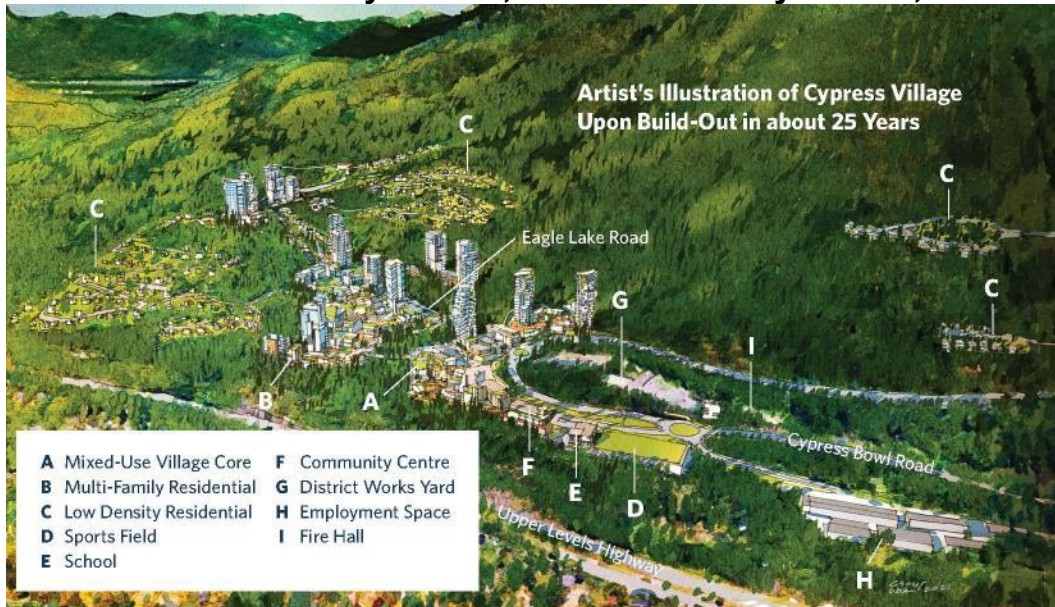 Artist's Illustration of Cypress Village
Upon Build-Out in about 25 Years
C
C
C
Eagle Lake Road
G
C
I
B
A
Cypress Bowl Road
F
E
D
Upper Levels Highway
H
A Mixed-Use Village Core
B Multi-Family Residential
C Low Density Residential
D Sports Field
E School
F Community Centre
G District Works Yard
H Employment Space
I Fire Hall
2021